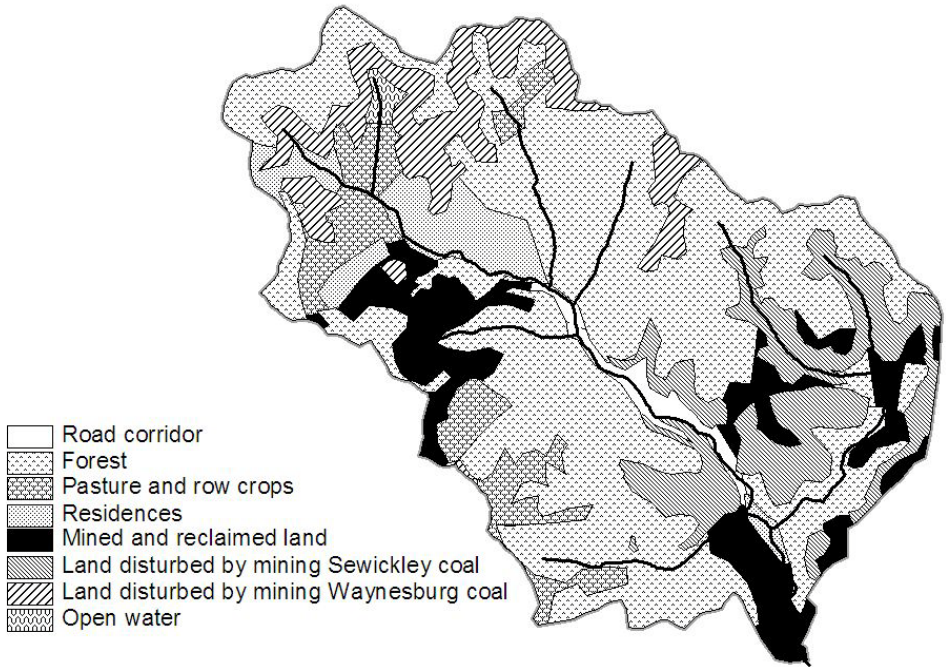 Road corridor
Forest
Pasture and row crops
Residences
Mined and reclaimed land
Land disturbed by mining Sewickley coal
Land disturbed by mining Waynesburg coal
Open water